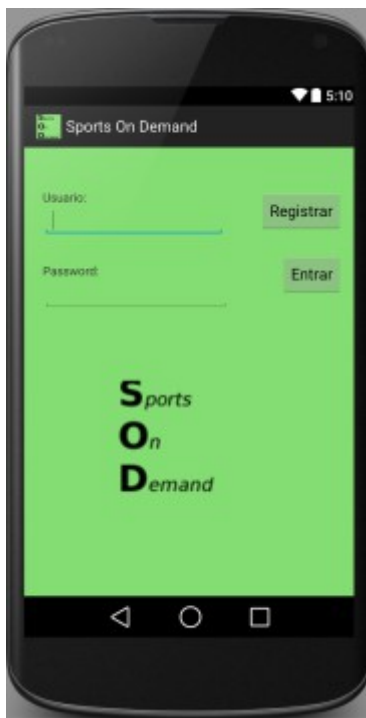 5:10
Sports On Demand
Usuario:
Registrar
Password:
Entrar
Sports
On
Demand